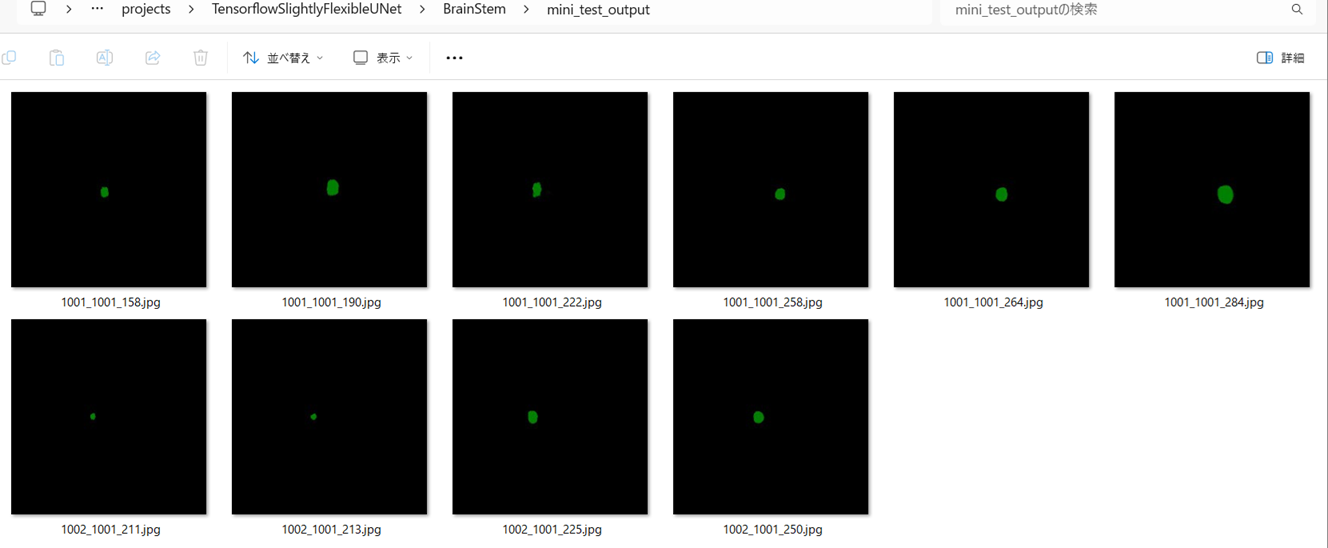 … > projects > TensorflowSlightlyFlexibleUNet > BrainStem > mini_test_output mini_test_outputの検索
並べ替え 表示 … 詳細
1001_1001_158.jpg 1001_1001_190.jpg 1001_1001_222.jpg 1001_1001_258.jpg 1001_1001_264.jpg 1001_1001_284.jpg
1002_1001_211.jpg 1002_1001_213.jpg 1002_1001_225.jpg 1002_1001_250.jpg